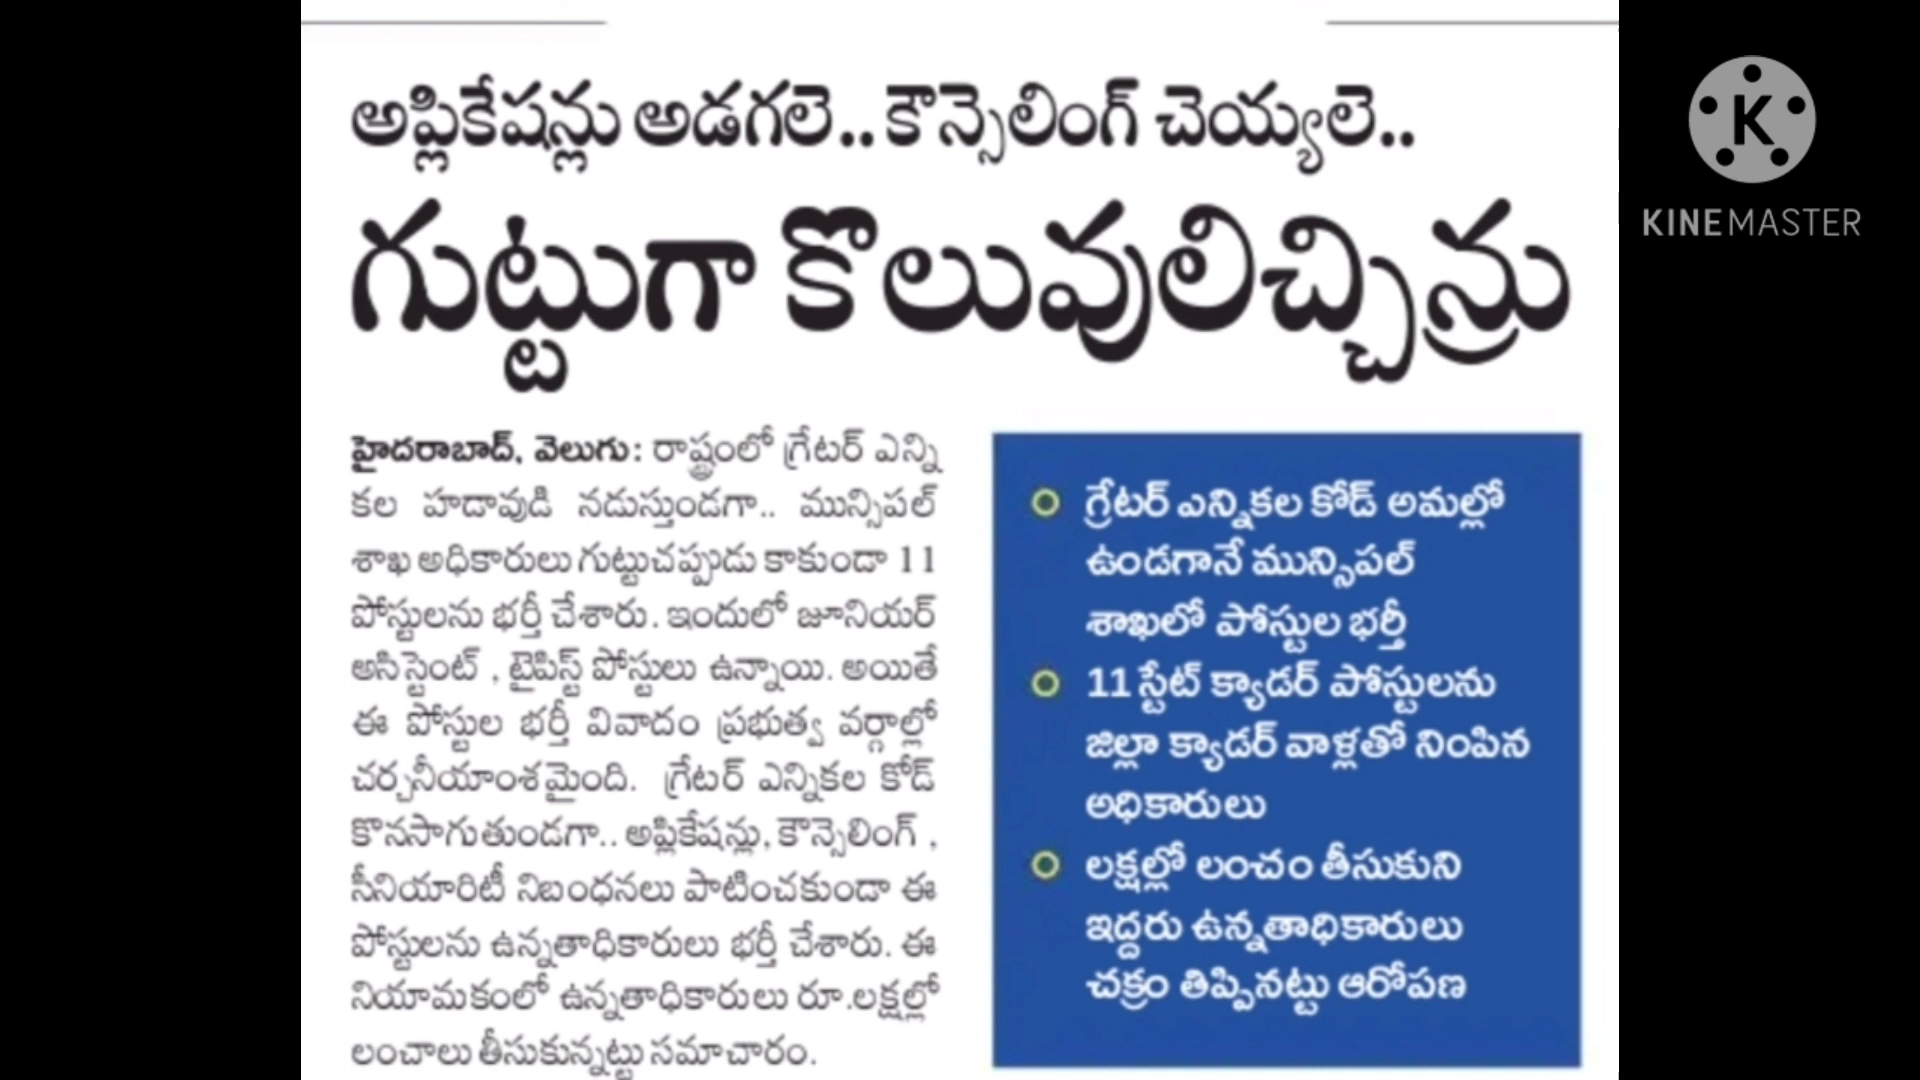 అప్లికేషన్లు అడగలె.. కౌన్సెలింగ్ చెయ్యలె..
గుట్టుగా కొలువులిచ్చిన్రు
హైదరాబాద్, వెలుగు: రాష్ట్రంలో గ్రేటర్ ఎన్ని
కల హడావుడి నడుస్తుండగా.. మున్సిపల్
శాఖ అధికారులు గుట్టుచప్పుడు కాకుండా 11
పోస్టులను భర్తీ చేశారు. ఇందులో జూనియర్
అసిస్టెంట్ , టైపిస్ట్ పోస్టులు ఉన్నాయి. అయితే
ఈ పోస్టుల భర్తీ వివాదం ప్రభుత్వ వర్గాల్లో
చర్చనీయాంశమైంది. గ్రేటర్ ఎన్నికల కోడ్
కొనసాగుతుండగా.. అప్లికేషన్లు, కౌన్సెలింగ్ ,
సీనియారిటీ నిబంధనలు పాటించకుండా ఈ
పోస్టులను ఉన్నతాధికారులు భర్తీ చేశారు. ఈ
నియామకంలో ఉన్నతాధికారులు రూ.లక్షల్లో
లంచాలు తీసుకున్నట్టు సమాచారం.
గ్రేటర్ ఎన్నికల కోడ్ అమల్లో
ఉండగానే మున్సిపల్
శాఖలో పోస్టుల భర్తీ
11 స్టేట్ క్యాడర్ పోస్టులను
జిల్లా క్యాడర్ వాళ్లతో నింపిన
అధికారులు
లక్షల్లో లంచం తీసుకుని
ఇద్దరు ఉన్నతాధికారులు
చక్రం తిప్పినట్టు ఆరోపణ
K
KINEMASTER